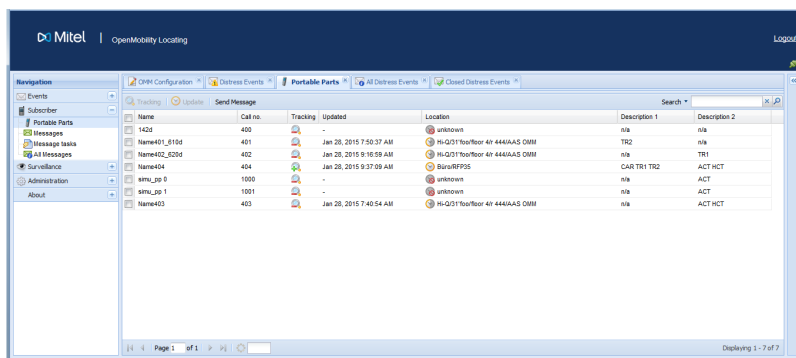 Mitel | OpenMobility Locating
Logout
Navigation
OMM Configuration Distress Events Portable Parts All Distress Events Closed Distress Events
Events
Subscriber
Portable Parts
Messages
Message tasks
All Messages
Surveillance
Administration
About
Tracking Update Send Message Search
Name Call no. Tracking Updated Location Description 1 Description 2
142d 400 - unknown n/a n/a
Name401_610d 401 Jan 28, 2015 7:50:37 AM Hi-Q/31"foo/floor 4/r 444/AAS OMM TR2 n/a
Name402_620d 402 Jan 28, 2015 9:16:59 AM Hi-Q/31"foo/floor 4/r 444/AAS OMM n/a TR1
Name404 404 Jan 28, 2015 9:37:09 AM Büro/RFP35 CAR TR1 TR2 ACT HCT
simu_pp 0 1000 - unknown n/a ACT
simu_pp 1 1001 - unknown n/a ACT
Name403 403 Jan 28, 2015 7:40:54 AM Hi-Q/31"foo/floor 4/r 444/AAS OMM n/a ACT HCT
Page 1 of 1 Displaying 1 - 7 of 7